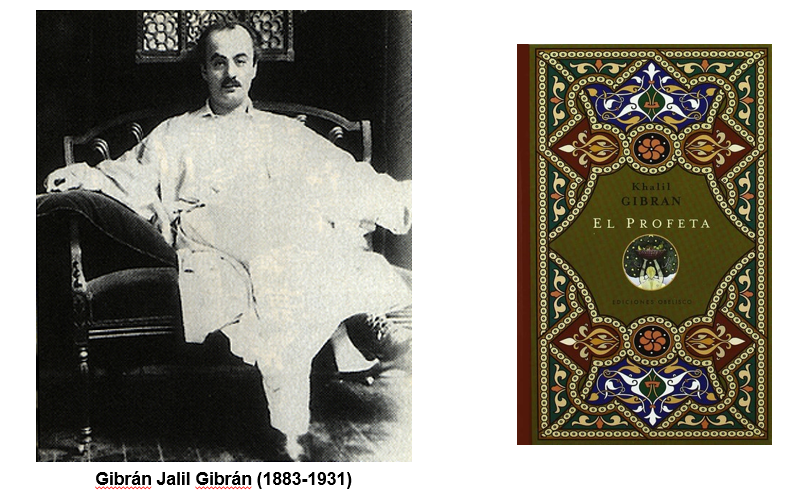 Gibrán Jalil Gibrán (1883-1931)
Khalil
GIBRAN
EL PROFETA
EDICIONES OBELISCO